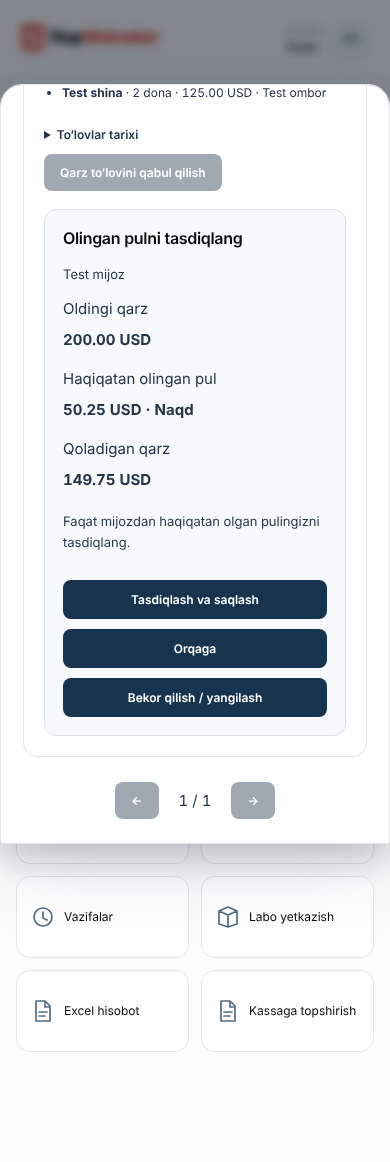 • Test shina · 2 dona · 125.00 USD · Test ombor
▶ To‘lovlar tarixi
Qarz to‘lovini qabul qilish
Olingan pulni tasdiqlang
Test mijoz
Oldingi qarz
200.00 USD
Haqiqatan olingan pul
50.25 USD · Naqd
Qoladigan qarz
149.75 USD
Faqat mijozdan haqiqatan olgan pulingizni
tasdiqlang.
Tasdiqlash va saqlash
Orqaga
Bekor qilish / yangilash
← 1 / 1 →
Vazifalar
Labo yetkazish
Excel hisobot
Kassaga topshirish